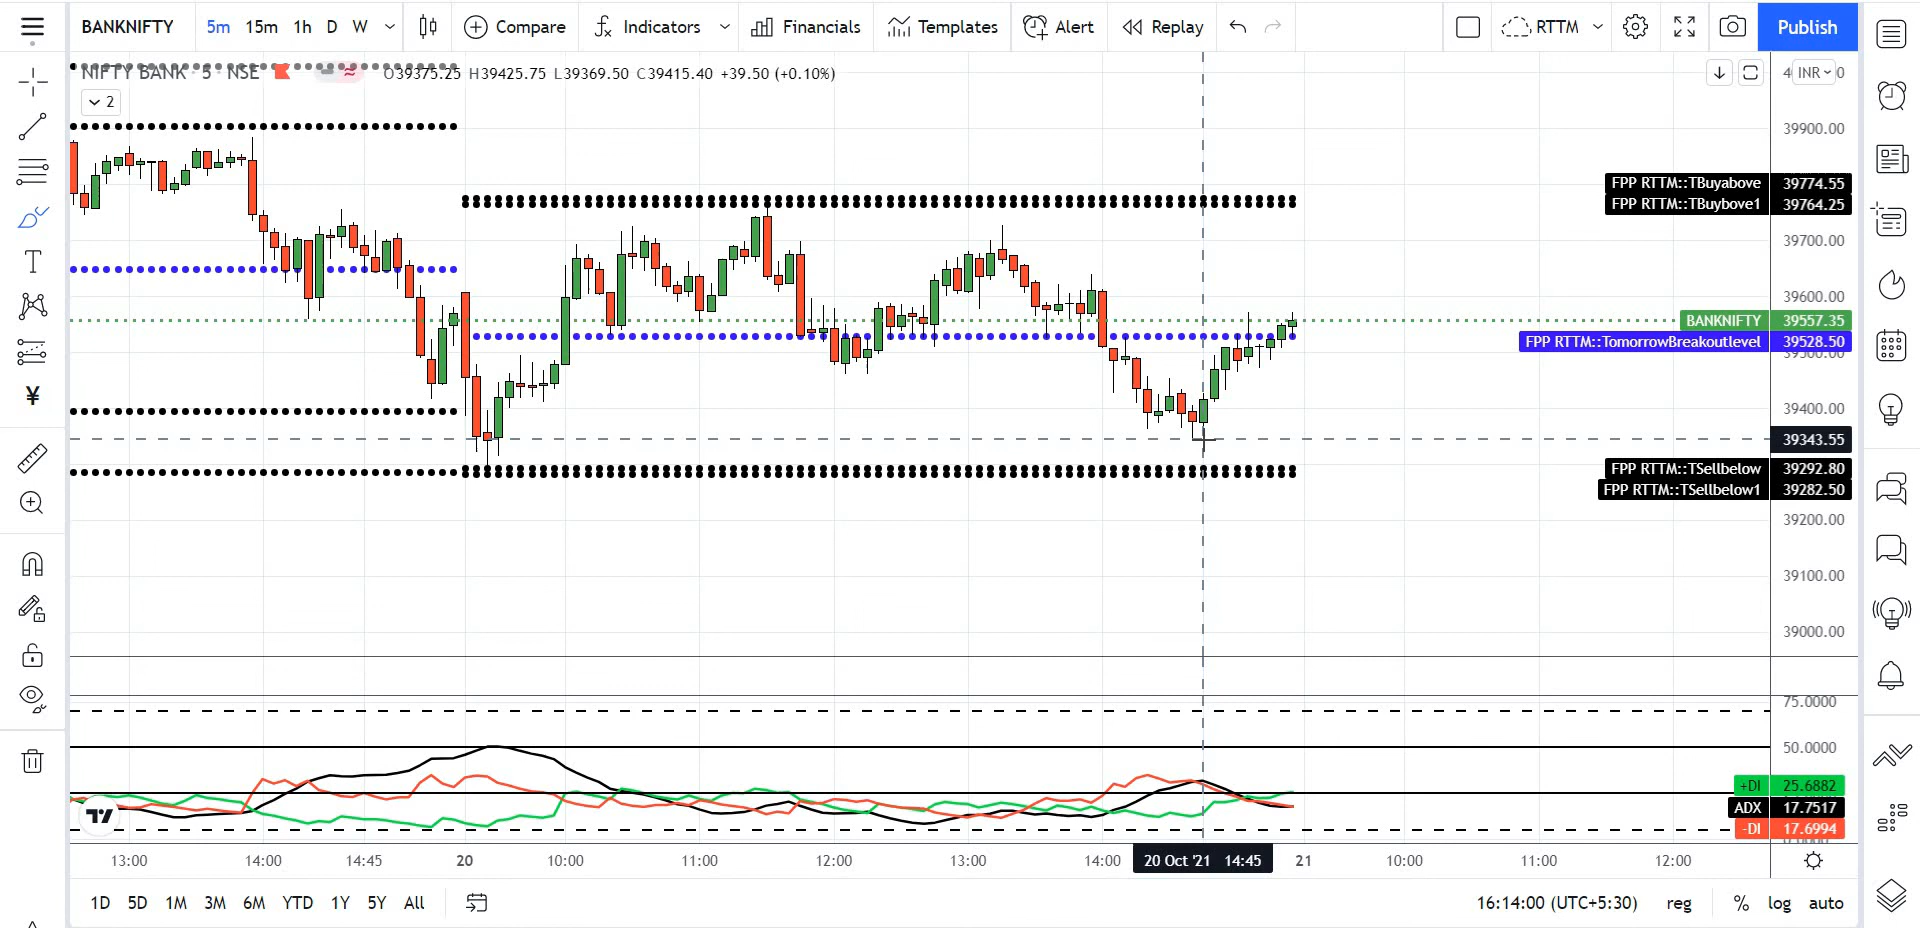 BANKNIFTY 5m 15m 1h D W Compare Indicators Financials Templates Alert Replay RTTM Publish
NIFTY BANK · 5 · NSE O39375.25 H39425.75 L39369.50 C39415.40 +39.50 (+0.10%)
INR
2
39900.00
FPP RTTM::TBuyabove 39774.55
FPP RTTM::TBuybove1 39764.25
39700.00
39600.00
BANKNIFTY 39557.35
FPP RTTM::TomorrowBreakoutlevel 39528.50
39500.00
39400.00
39343.55
FPP RTTM::TSellbelow 39292.80
FPP RTTM::TSellbelow1 39282.50
39200.00
39100.00
39000.00
75.0000
50.0000
+DI 25.6882
ADX 17.7517
-DI 17.6994
13:00 14:00 14:45 20 10:00 11:00 12:00 13:00 14:00 20 Oct '21 14:45 21 10:00 11:00 12:00
1D 5D 1M 3M 6M YTD 1Y 5Y All 16:14:00 (UTC+5:30) reg % log auto